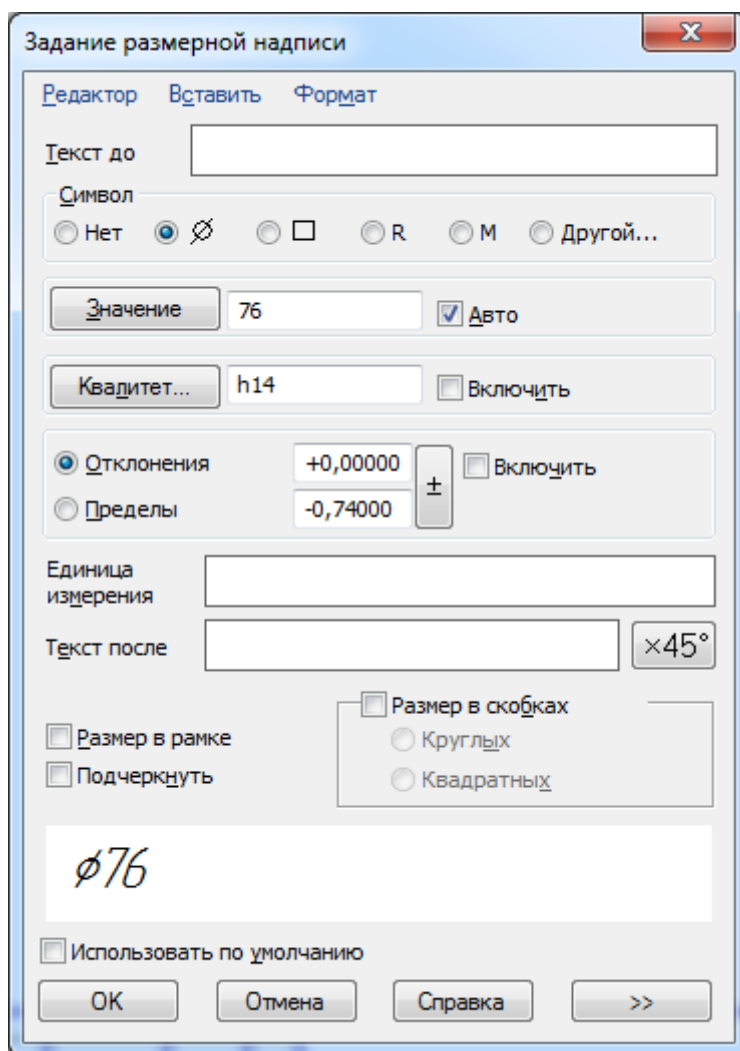 Задание размерной надписи
Редактор Вставить Формат
Текст до
Символ
Нет ∅ □ R M Другой...
Значение 76 Авто
Квалитет... h14 Включить
Отклонения +0,00000 ± Включить
Пределы -0,74000
Единица
измерения
Текст после ×45°
Размер в скобках
Размер в рамке
Круглых
Подчеркнуть
Квадратных
∅76
Использовать по умолчанию
OK Отмена Справка >>